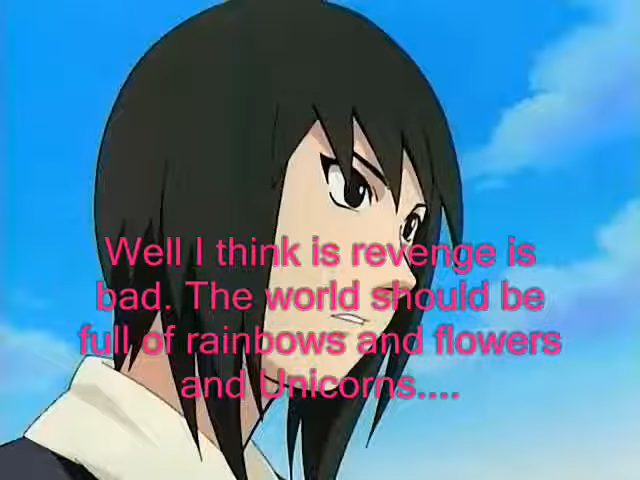 Well I think is revenge is
bad. The world should be
full of rainbows and flowers
and Unicorns....